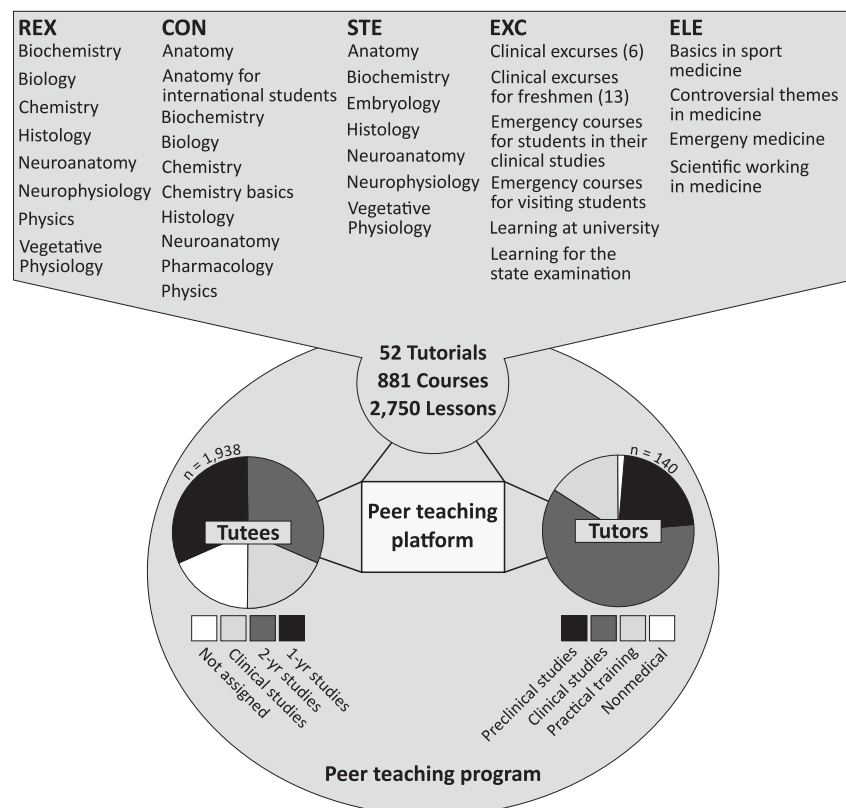 REX
Biochemistry
Biology
Chemistry
Histology
Neuroanatomy
Neurophysiology
Physics
Vegetative
Physiology
CON
Anatomy
Anatomy for
international students
Biochemistry
Biology
Chemistry
Chemistry basics
Histology
Neuroanatomy
Pharmacology
Physics
STE
Anatomy
Biochemistry
Embryology
Histology
Neuroanatomy
Neurophysiology
Vegetative
Physiology
EXC
Clinical excurses (6)
Clinical excurses
for freshmen (13)
Emergency courses
for students in their
clinical studies
Emergency courses
for visiting students
Learning at university
Learning for the
state examination
ELE
Basics in sport
medicine
Controversial themes
in medicine
Emergeny medicine
Scientific working
in medicine
52 Tutorials
881 Courses
2,750 Lessons
n = 1,938
Tutees
Peer teaching
platform
n = 140
Tutors
Not assigned
Clinical studies
2-yr studies
1-yr studies
Preclinical studies
Clinical studies
Practical training
Nonmedical
Peer teaching program